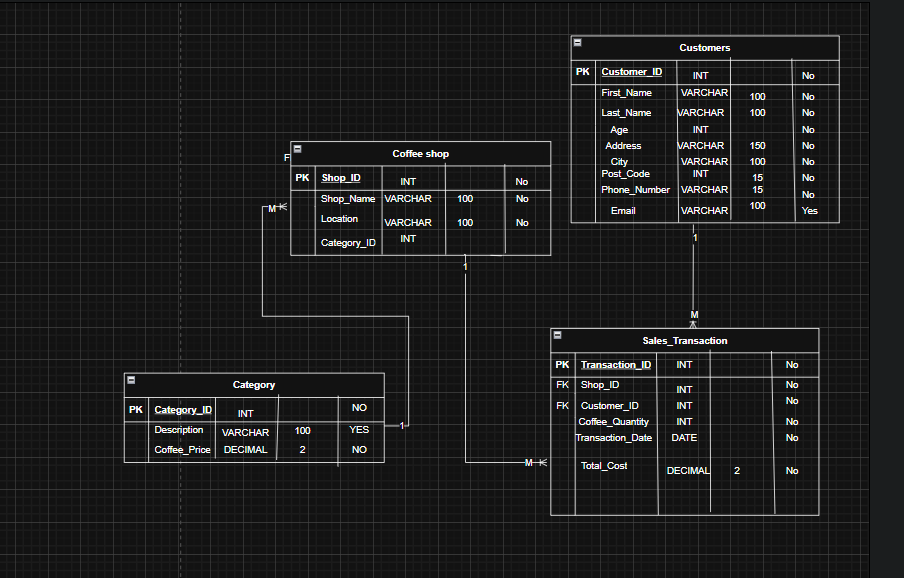 Customers
PK Customer_ID INT No
First_Name VARCHAR 100 No
Last_Name VARCHAR 100 No
Age INT No
Address VARCHAR 150 No
City VARCHAR 100 No
Post_Code INT 15 No
Phone_Number VARCHAR 15 No
Email VARCHAR 100 Yes
1
M
F
Coffee shop
PK Shop_ID INT No
Shop_Name VARCHAR 100 No
Location VARCHAR 100 No
Category_ID INT
M
1
Sales_Transaction
PK Transaction_ID INT No
FK Shop_ID INT No
FK Customer_ID INT No
Coffee_Quantity INT No
Transaction_Date DATE No
Total_Cost DECIMAL 2 No
M
Category
PK Category_ID INT NO
Description VARCHAR 100 YES
Coffee_Price DECIMAL 2 NO
1